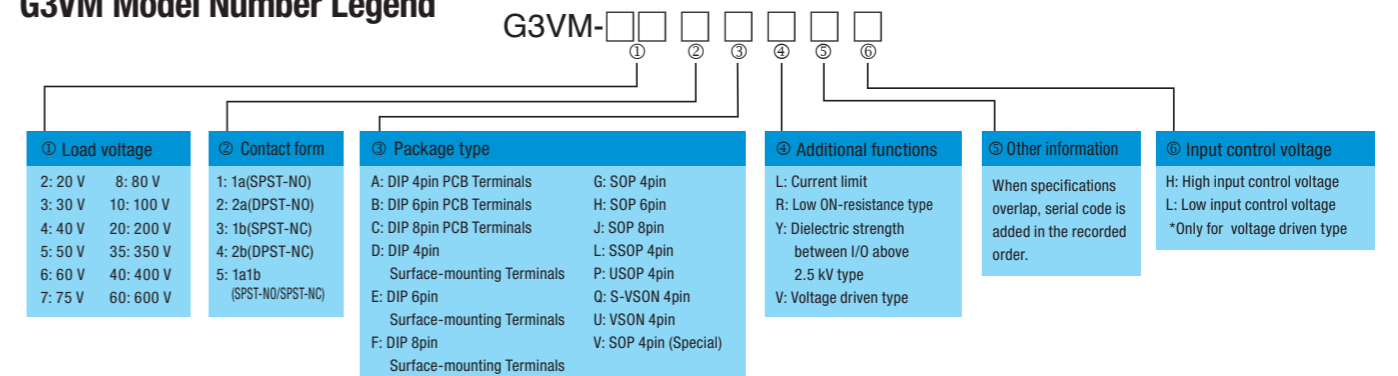 G3VM Model Number Legend
G3VM-□□ □ □ □ □ □
① ② ③ ④ ⑤ ⑥
① Load voltage
2: 20 V 8: 80 V
3: 30 V 10: 100 V
4: 40 V 20: 200 V
5: 50 V 35: 350 V
6: 60 V 40: 400 V
7: 75 V 60: 600 V
② Contact form
1: 1a(SPST-NO)
2: 2a(DPST-NO)
3: 1b(SPST-NC)
4: 2b(DPST-NC)
5: 1a1b
(SPST-NO/SPST-NC)
③ Package type
A: DIP 4pin PCB Terminals
B: DIP 6pin PCB Terminals
C: DIP 8pin PCB Terminals
D: DIP 4pin
Surface-mounting Terminals
E: DIP 6pin
Surface-mounting Terminals
F: DIP 8pin
Surface-mounting Terminals
G: SOP 4pin
H: SOP 6pin
J: SOP 8pin
L: SSOP 4pin
P: USOP 4pin
Q: S-VSON 4pin
U: VSON 4pin
V: SOP 4pin (Special)
④ Additional functions
L: Current limit
R: Low ON-resistance type
Y: Dielectric strength
between I/O above
2.5 kV type
V: Voltage driven type
⑤ Other information
When specifications
overlap, serial code is
added in the recorded
order.
⑥ Input control voltage
H: High input control voltage
L: Low input control voltage
*Only for voltage driven type